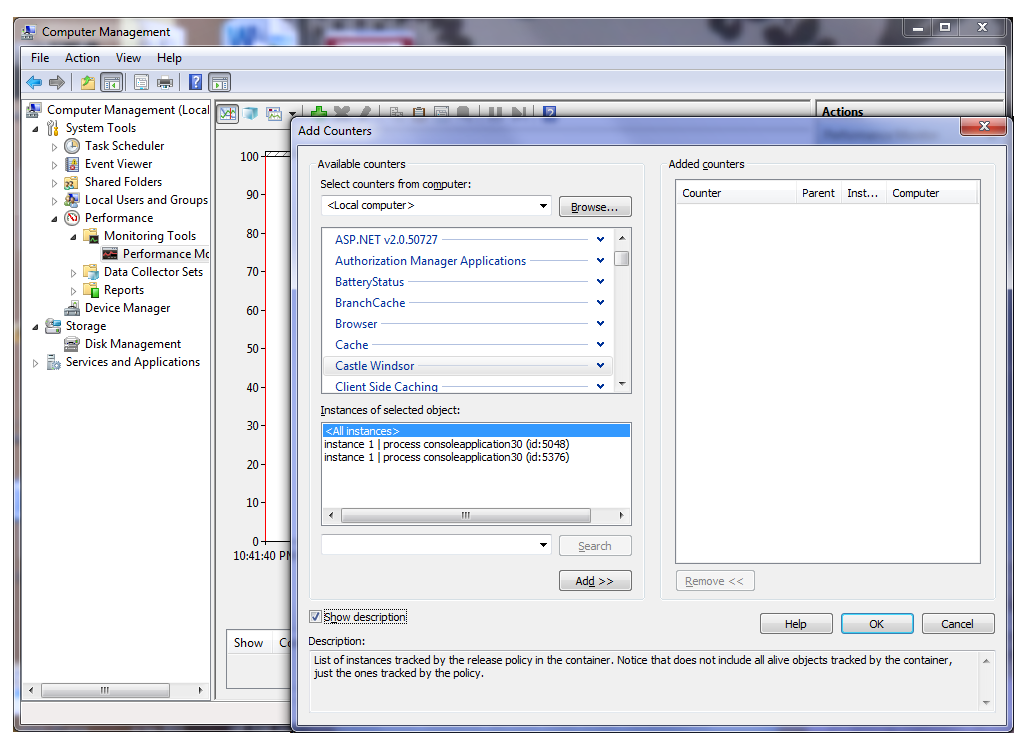 Computer Management
File Action View Help
Computer Management (Local
System Tools
Task Scheduler
Event Viewer
Shared Folders
Local Users and Groups
Performance
Monitoring Tools
Performance Mo
Data Collector Sets
Reports
Device Manager
Storage
Disk Management
Services and Applications
100
90
80
70
60
50
40
30
20
10
0
10:41:40 PM
Show Co
Actions
Add Counters
Available counters
Select counters from computer:
<Local computer>
Browse...
ASP.NET v2.0.50727
Authorization Manager Applications
BatteryStatus
BranchCache
Browser
Cache
Castle Windsor
Client Side Caching
Instances of selected object:
<All instances>
instance 1 | process consoleapplication30 (id:5048)
instance 1 | process consoleapplication30 (id:5376)
Search
Add >>
Added counters
Counter Parent Inst... Computer
Remove <<
Show description
Help OK Cancel
Description:
List of instances tracked by the release policy in the container. Notice that does not include all alive objects tracked by the container,
just the ones tracked by the policy.